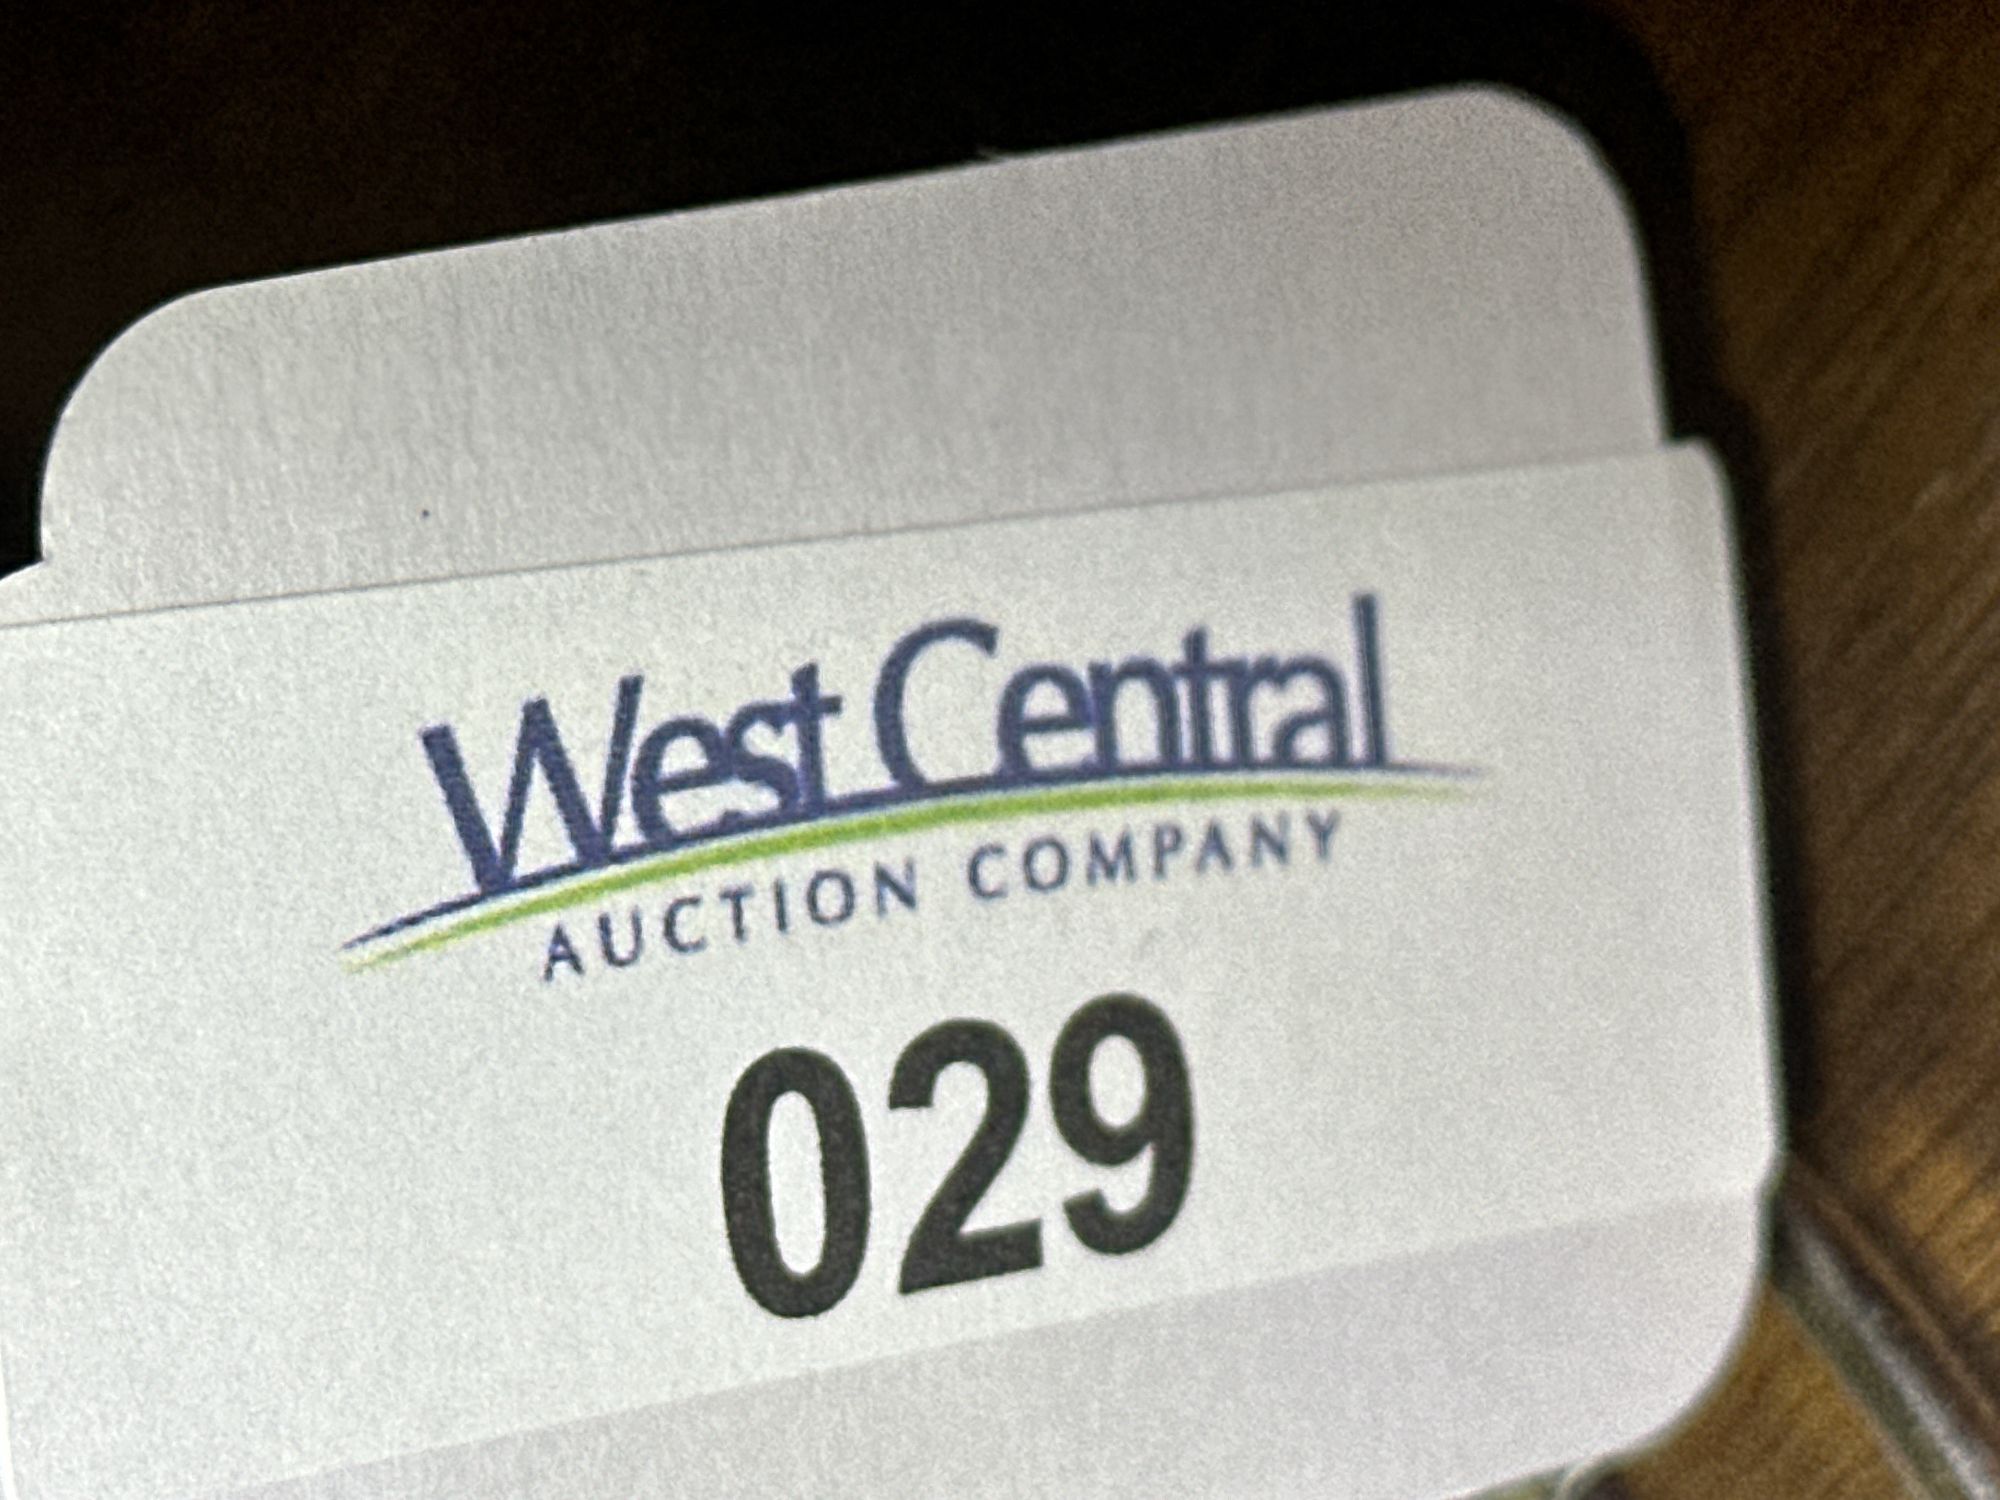 West Central
AUCTION COMPANY
029